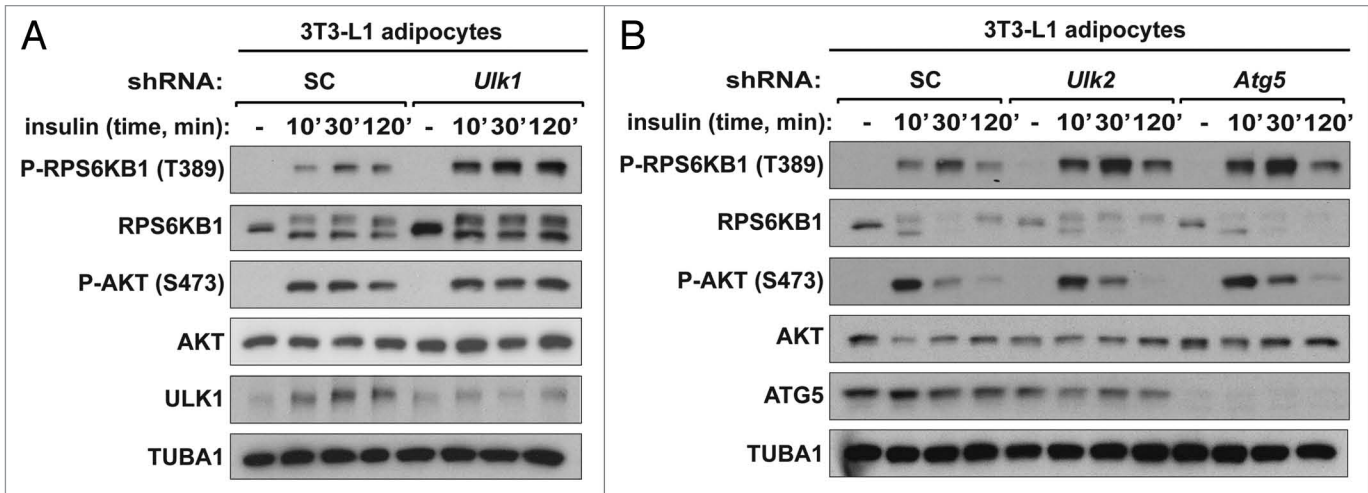 A
3T3-L1 adipocytes
shRNA: SC Ulk1
insulin (time, min): - 10' 30' 120' - 10' 30' 120'
P-RPS6KB1 (T389)
RPS6KB1
P-AKT (S473)
AKT
ULK1
TUBA1
B
3T3-L1 adipocytes
shRNA: SC Ulk2 Atg5
insulin (time, min): - 10' 30' 120' - 10' 30' 120' - 10' 30' 120'
P-RPS6KB1 (T389)
RPS6KB1
P-AKT (S473)
AKT
ATG5
TUBA1